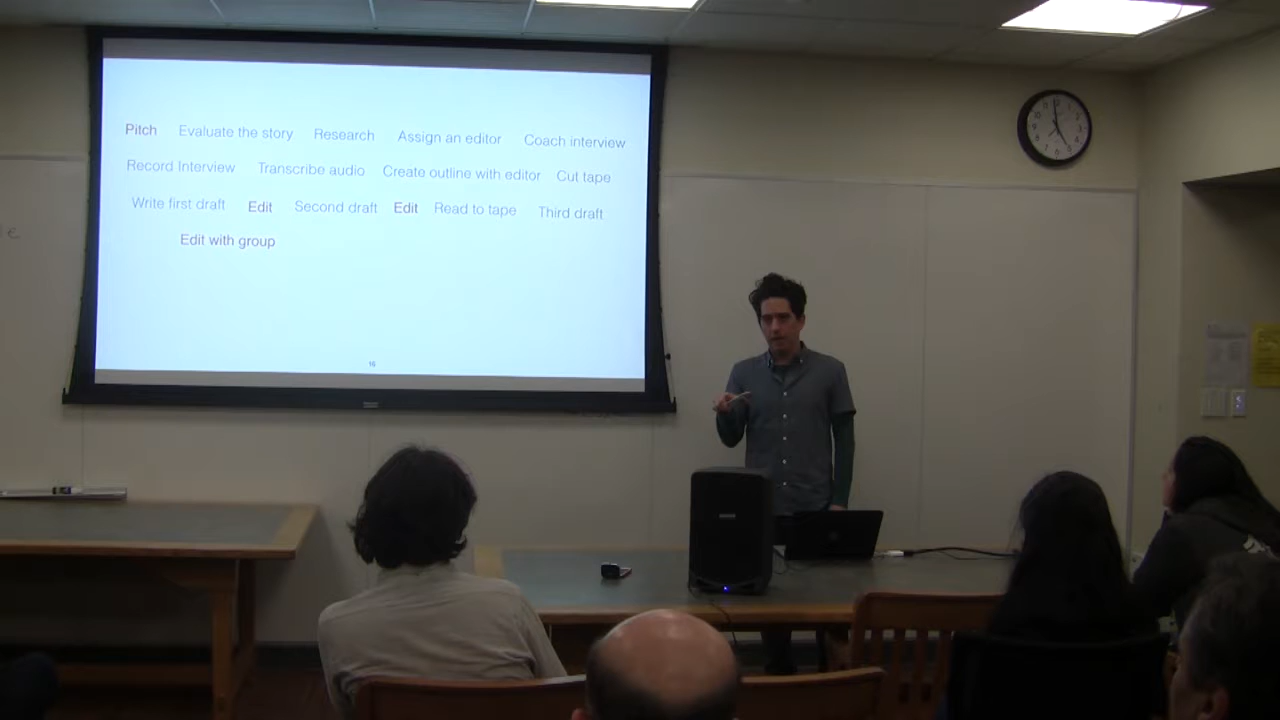 Pitch Evaluate the story Research Assign an editor Coach interview
Record Interview Transcribe audio Create outline with editor Cut tape
Write first draft Edit Second draft Edit Read to tape Third draft
Edit with group
16